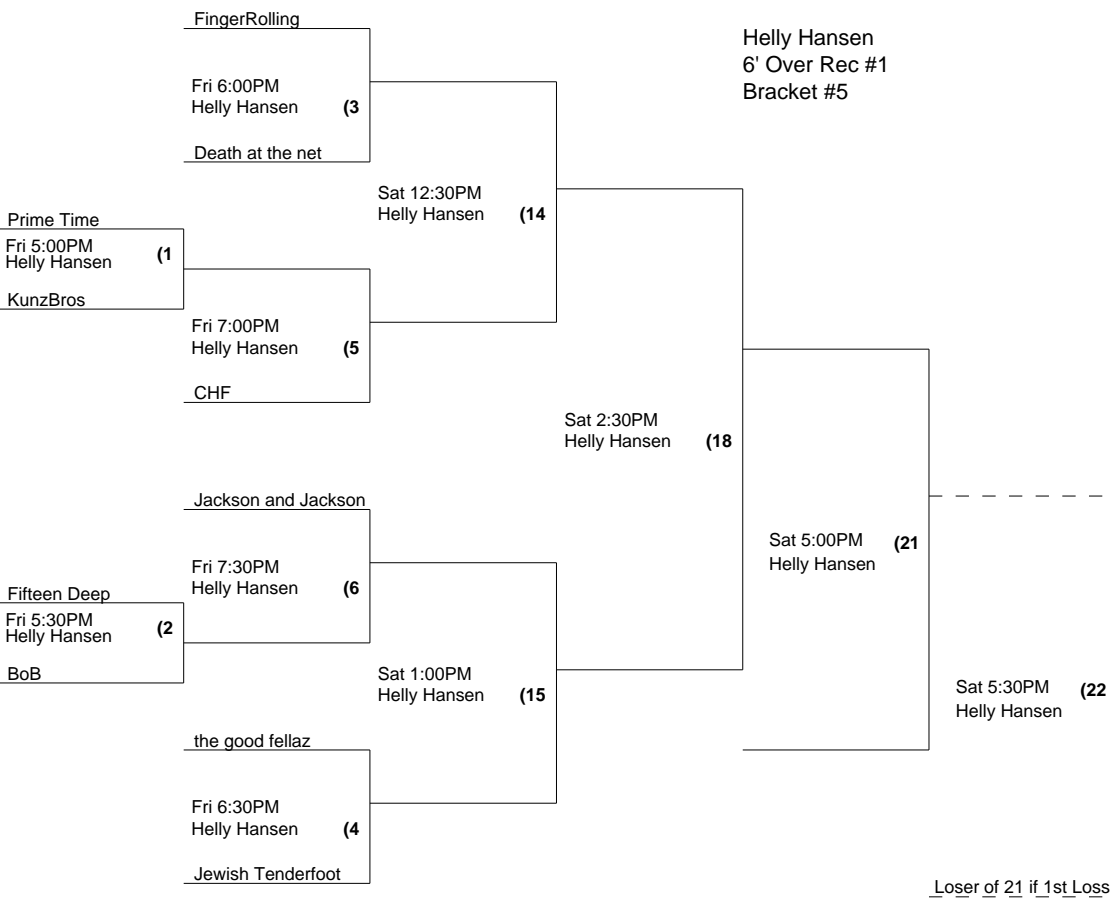 FingerRolling
Helly Hansen
6' Over Rec #1
Bracket #5
Fri 6:00PM
Helly Hansen (3
Death at the net
Sat 12:30PM
Helly Hansen (14
Prime Time
Fri 5:00PM
Helly Hansen (1
KunzBros
Fri 7:00PM
Helly Hansen (5
CHF
Sat 2:30PM
Helly Hansen (18
Jackson and Jackson
Sat 5:00PM (21
Helly Hansen
Fri 7:30PM
Helly Hansen (6
Fifteen Deep
Fri 5:30PM
Helly Hansen (2
BoB
Sat 1:00PM
Helly Hansen (15
Sat 5:30PM (22
Helly Hansen
the good fellaz
Fri 6:30PM
Helly Hansen (4
Jewish Tenderfoot
Loser of 21 if 1st Loss